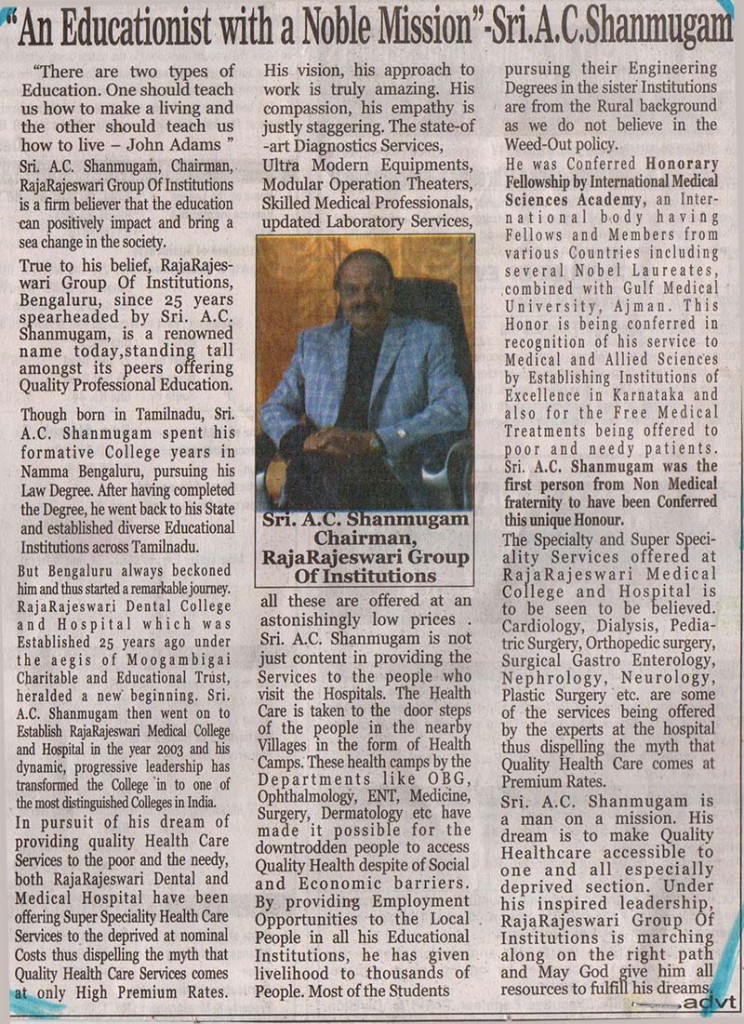 “An Educationist with a Noble Mission”-Sri.A.C.Shanmugam
“There are two types of
Education. One should teach
us how to make a living and
the other should teach us
how to live – John Adams ”
Sri. A.C. Shanmugam, Chairman,
RajaRajeswari Group Of Institutions
is a firm believer that the education
can positively impact and bring a
sea change in the society.
True to his belief, RajaRajes-
wari Group Of Institutions,
Bengaluru, since 25 years
spearheaded by Sri. A.C.
Shanmugam, is a renowned
name today,standing tall
amongst its peers offering
Quality Professional Education.
Though born in Tamilnadu, Sri.
A.C. Shanmugam spent his
formative College years in
Namma Bengaluru, pursuing his
Law Degree. After having completed
the Degree, he went back to his State
and established diverse Educational
Institutions across Tamilnadu.
But Bengaluru always beckoned
him and thus started a remarkable journey.
RajaRajeswari Dental College
and Hospital which was
Established 25 years ago under
the aegis of Moogambigai
Charitable and Educational Trust,
heralded a new beginning. Sri.
A.C. Shanmugam then went on to
Establish RajaRajeswari Medical College
and Hospital in the year 2003 and his
dynamic, progressive leadership has
transformed the College in to one of
the most distinguished Colleges in India.
In pursuit of his dream of
providing quality Health Care
Services to the poor and the needy,
both RajaRajeswari Dental and
Medical Hospital have been
offering Super Speciality Health Care
Services to the deprived at nominal
Costs thus dispelling the myth that
Quality Health Care Services comes
at only High Premium Rates.
His vision, his approach to
work is truly amazing. His
compassion, his empathy is
justly staggering. The state-of
-art Diagnostics Services,
Ultra Modern Equipments,
Modular Operation Theaters,
Skilled Medical Professionals,
updated Laboratory Services,
Sri. A.C. Shanmugam
Chairman,
RajaRajeswari Group
Of Institutions
all these are offered at an
astonishingly low prices .
Sri. A.C. Shanmugam is not
just content in providing the
Services to the people who
visit the Hospitals. The Health
Care is taken to the door steps
of the people in the nearby
Villages in the form of Health
Camps. These health camps by the
Departments like OBG,
Ophthalmology, ENT, Medicine,
Surgery, Dermatology etc have
made it possible for the
downtrodden people to access
Quality Health despite of Social
and Economic barriers.
By providing Employment
Opportunities to the Local
People in all his Educational
Institutions, he has given
livelihood to thousands of
People. Most of the Students
pursuing their Engineering
Degrees in the sister Institutions
are from the Rural background
as we do not believe in the
Weed-Out policy.
He was Conferred Honorary
Fellowship by International Medical
Sciences Academy, an Inter-
national body having
Fellows and Members from
various Countries including
several Nobel Laureates,
combined with Gulf Medical
University, Ajman. This
Honor is being conferred in
recognition of his service to
Medical and Allied Sciences
by Establishing Institutions of
Excellence in Karnataka and
also for the Free Medical
Treatments being offered to
poor and needy patients.
Sri. A.C. Shanmugam was the
first person from Non Medical
fraternity to have been Conferred
this unique Honour.
The Specialty and Super Speci-
ality Services offered at
RajaRajeswari Medical
College and Hospital is
to be seen to be believed.
Cardiology, Dialysis, Pedia-
tric Surgery, Orthopedic surgery,
Surgical Gastro Enterology,
Nephrology, Neurology,
Plastic Surgery etc. are some
of the services being offered
by the experts at the hospital
thus dispelling the myth that
Quality Health Care comes at
Premium Rates.
Sri. A.C. Shanmugam is
a man on a mission. His
dream is to make Quality
Healthcare accessible to
one and all especially
deprived section. Under
his inspired leadership,
RajaRajeswari Group Of
Institutions is marching
along on the right path
and May God give him all
resources to fulfill his dreams.
.advt